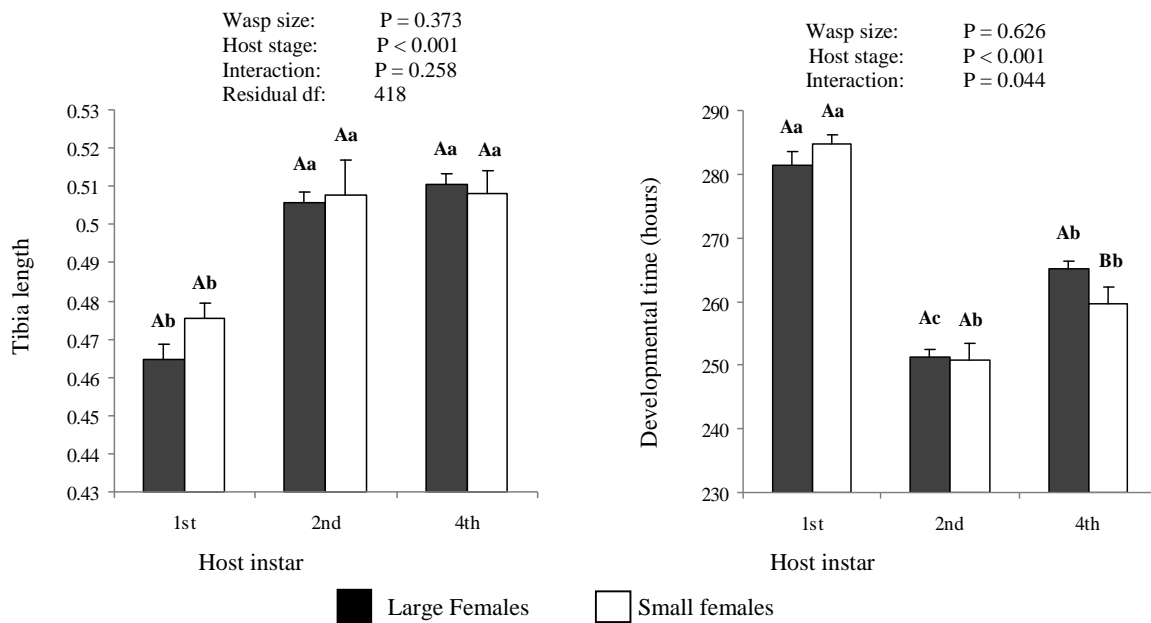 Wasp size: P = 0.373
Host stage: P < 0.001
Interaction: P = 0.258
Residual df: 418
0.53
0.52
0.51
0.5
0.49
0.48
0.47
0.46
0.45
0.44
0.43
Tibia length
Ab
Ab
Aa
Aa
Aa
Aa
1st
2nd
4th
Host instar
Wasp size: P = 0.626
Host stage: P < 0.001
Interaction: P = 0.044
290
280
270
260
250
240
230
Developmental time (hours)
Aa
Aa
Ac
Ab
Ab
Bb
1st
2nd
4th
Host instar
Large Females
Small females